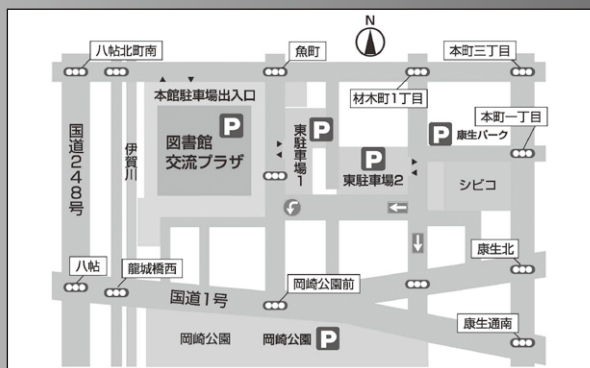 N
八帖北町南
魚町
本町三丁目
本館駐車場出入口
材木町1丁目
本町一丁目
国道248号
伊賀川
図書館
交流プラザ
P
東駐車場1
P
P
東駐車場2
P
康生パーク
シビコ
八帖
龍城橋西
国道1号
岡崎公園前
康生北
康生通南
岡崎公園
岡崎公園
P